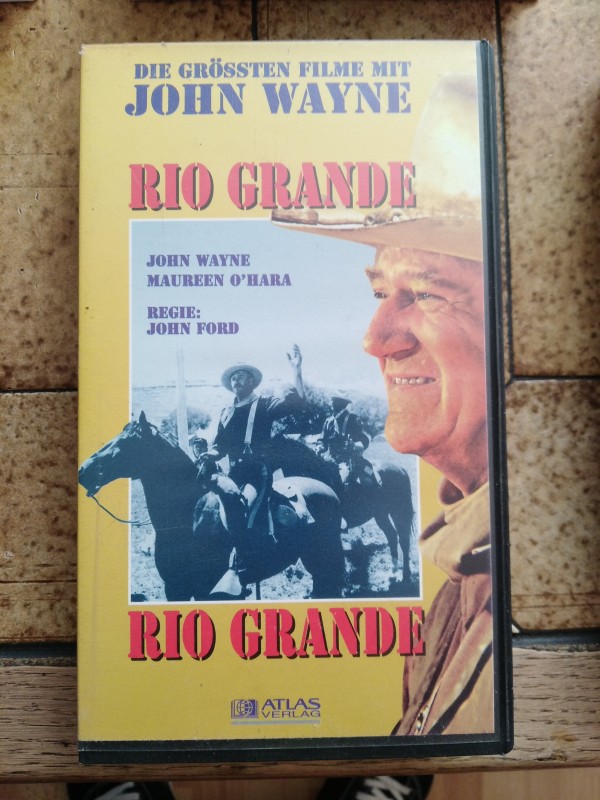 DIE GRÖSSTEN FILME MIT
JOHN WAYNE
RIO GRANDE
JOHN WAYNE
MAUREEN O'HARA
REGIE:
JOHN FORD
RIO GRANDE
ATLAS
VERLAG